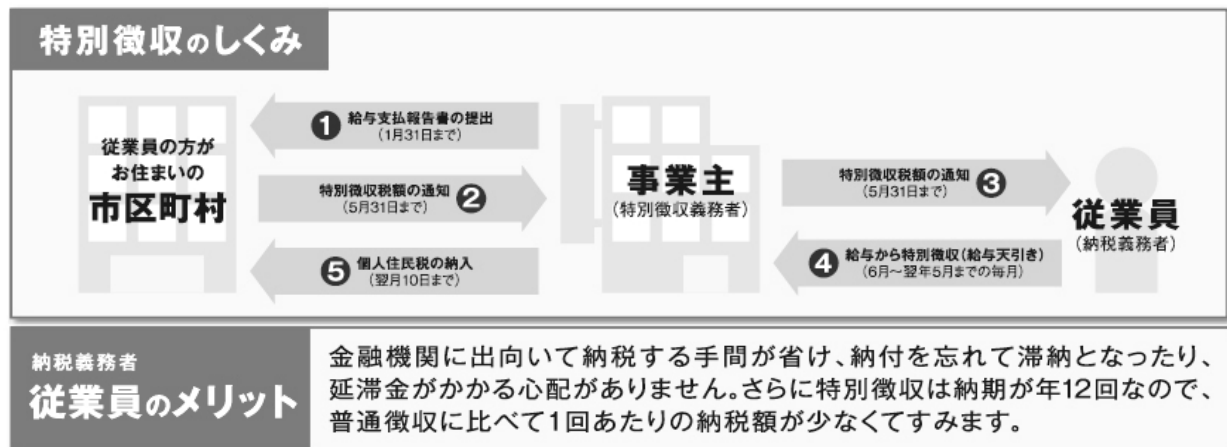 特別徴収のしくみ
従業員の方が
お住まいの
市区町村
❶ 給与支払報告書の提出
(1月31日まで)
特別徴収税額の通知 ❷
(5月31日まで)
❺ 個人住民税の納入
(翌月10日まで)
事業主
(特別徴収義務者)
特別徴収税額の通知 ❸
(5月31日まで)
❹ 給与から特別徴収(給与天引き)
(6月〜翌年5月までの毎月)
従業員
(納税義務者)
納税義務者
従業員のメリット
金融機関に出向いて納税する手間が省け、納付を忘れて滞納となったり、
延滞金がかかる心配がありません。さらに特別徴収は納期が年12回なので、
普通徴収に比べて1回あたりの納税額が少なくてすみます。